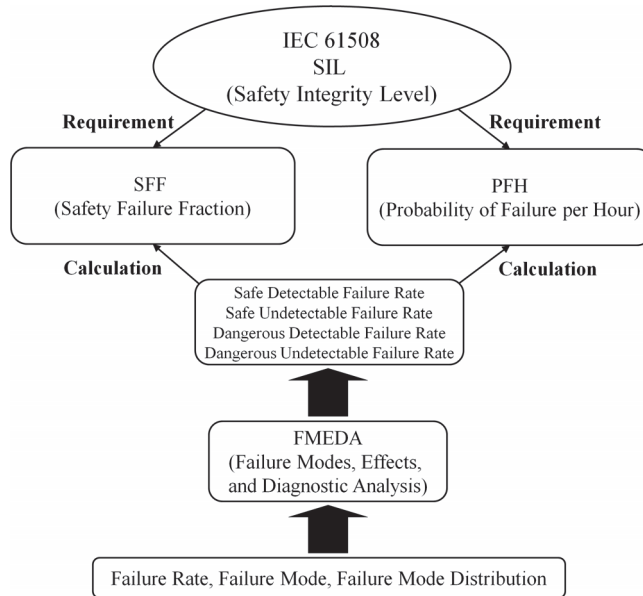 IEC 61508
SIL
(Safety Integrity Level)
Requirement
Requirement
SFF
(Safety Failure Fraction)
PFH
(Probability of Failure per Hour)
Calculation
Calculation
Safe Detectable Failure Rate
Safe Undetectable Failure Rate
Dangerous Detectable Failure Rate
Dangerous Undetectable Failure Rate
FMEDA
(Failure Modes, Effects,
and Diagnostic Analysis)
Failure Rate, Failure Mode, Failure Mode Distribution